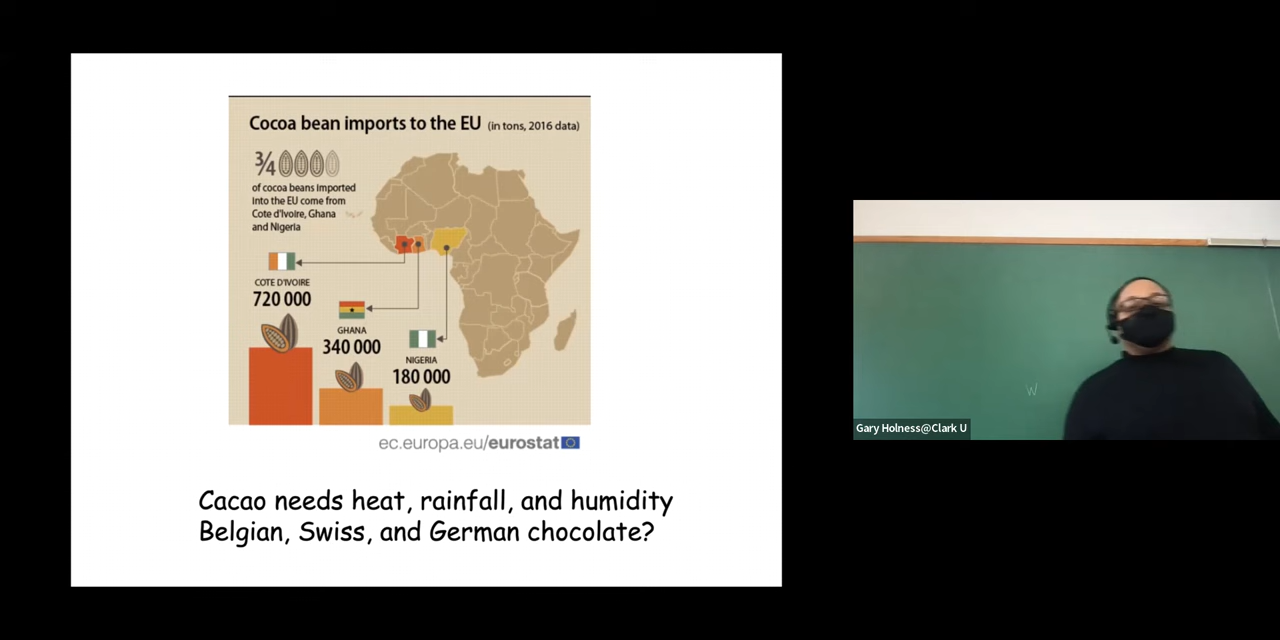 Cocoa bean imports to the EU (in tons, 2016 data)
3/4
of cocoa beans imported
into the EU come from
Cote d'Ivoire, Ghana
and Nigeria
COTE D'IVOIRE
720 000
GHANA
340 000
NIGERIA
180 000
ec.europa.eu/eurostat
Cacao needs heat, rainfall, and humidity
Belgian, Swiss, and German chocolate?
W
Gary Holness@Clark U